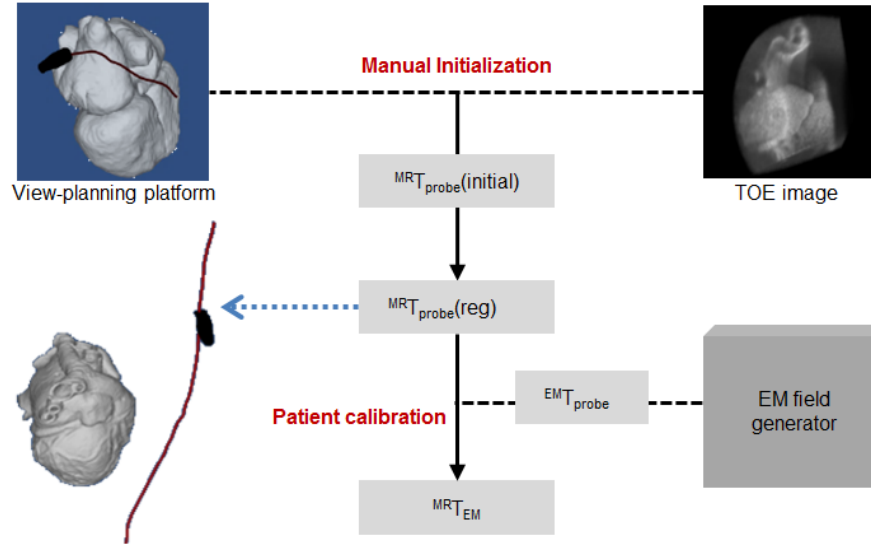 Manual Initialization
View-planning platform
TOE image
MRTprobe(initial)
MRTprobe(reg)
EMTprobe
EM field
generator
Patient calibration
MRTEM